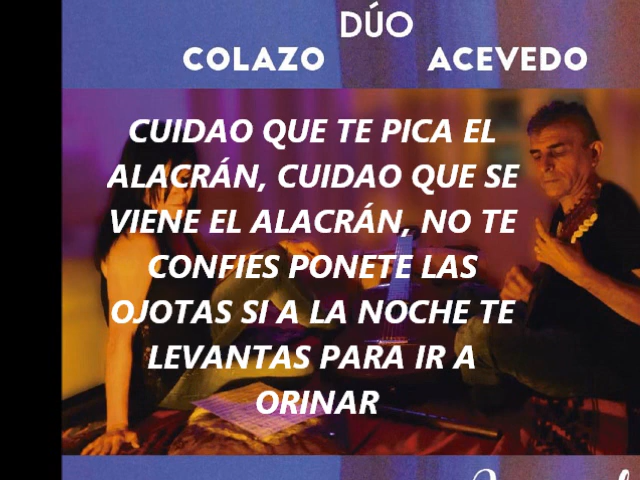 DÚO
COLAZO ACEVEDO
CUIDAO QUE TE PICA EL
ALACRÁN, CUIDAO QUE SE
VIENE EL ALACRÁN, NO TE
CONFIES PONETE LAS
OJOTAS SI A LA NOCHE TE
LEVANTAS PARA IR A
ORINAR